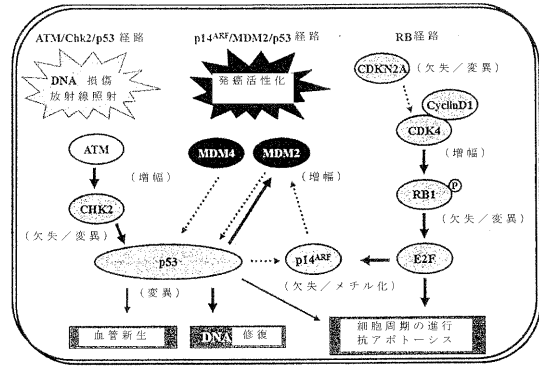 ATM/Chk2/p53 経路
p14ARF/MDM2/p53 経路
RB経路
DNA 損傷
放射線照射
発癌活性化
CDKN2A
(欠失/変異)
CyclinD1
CDK4
ATM
MDM4
MDM2
(増幅)
(増幅)
(増幅)
CHK2
RB1
P
(欠失/変異)
(欠失/変異)
p53
p14ARF
E2F
(変異)
(欠失/メチル化)
血管新生
DNA 修復
細胞周期の進行
抗アポトーシス